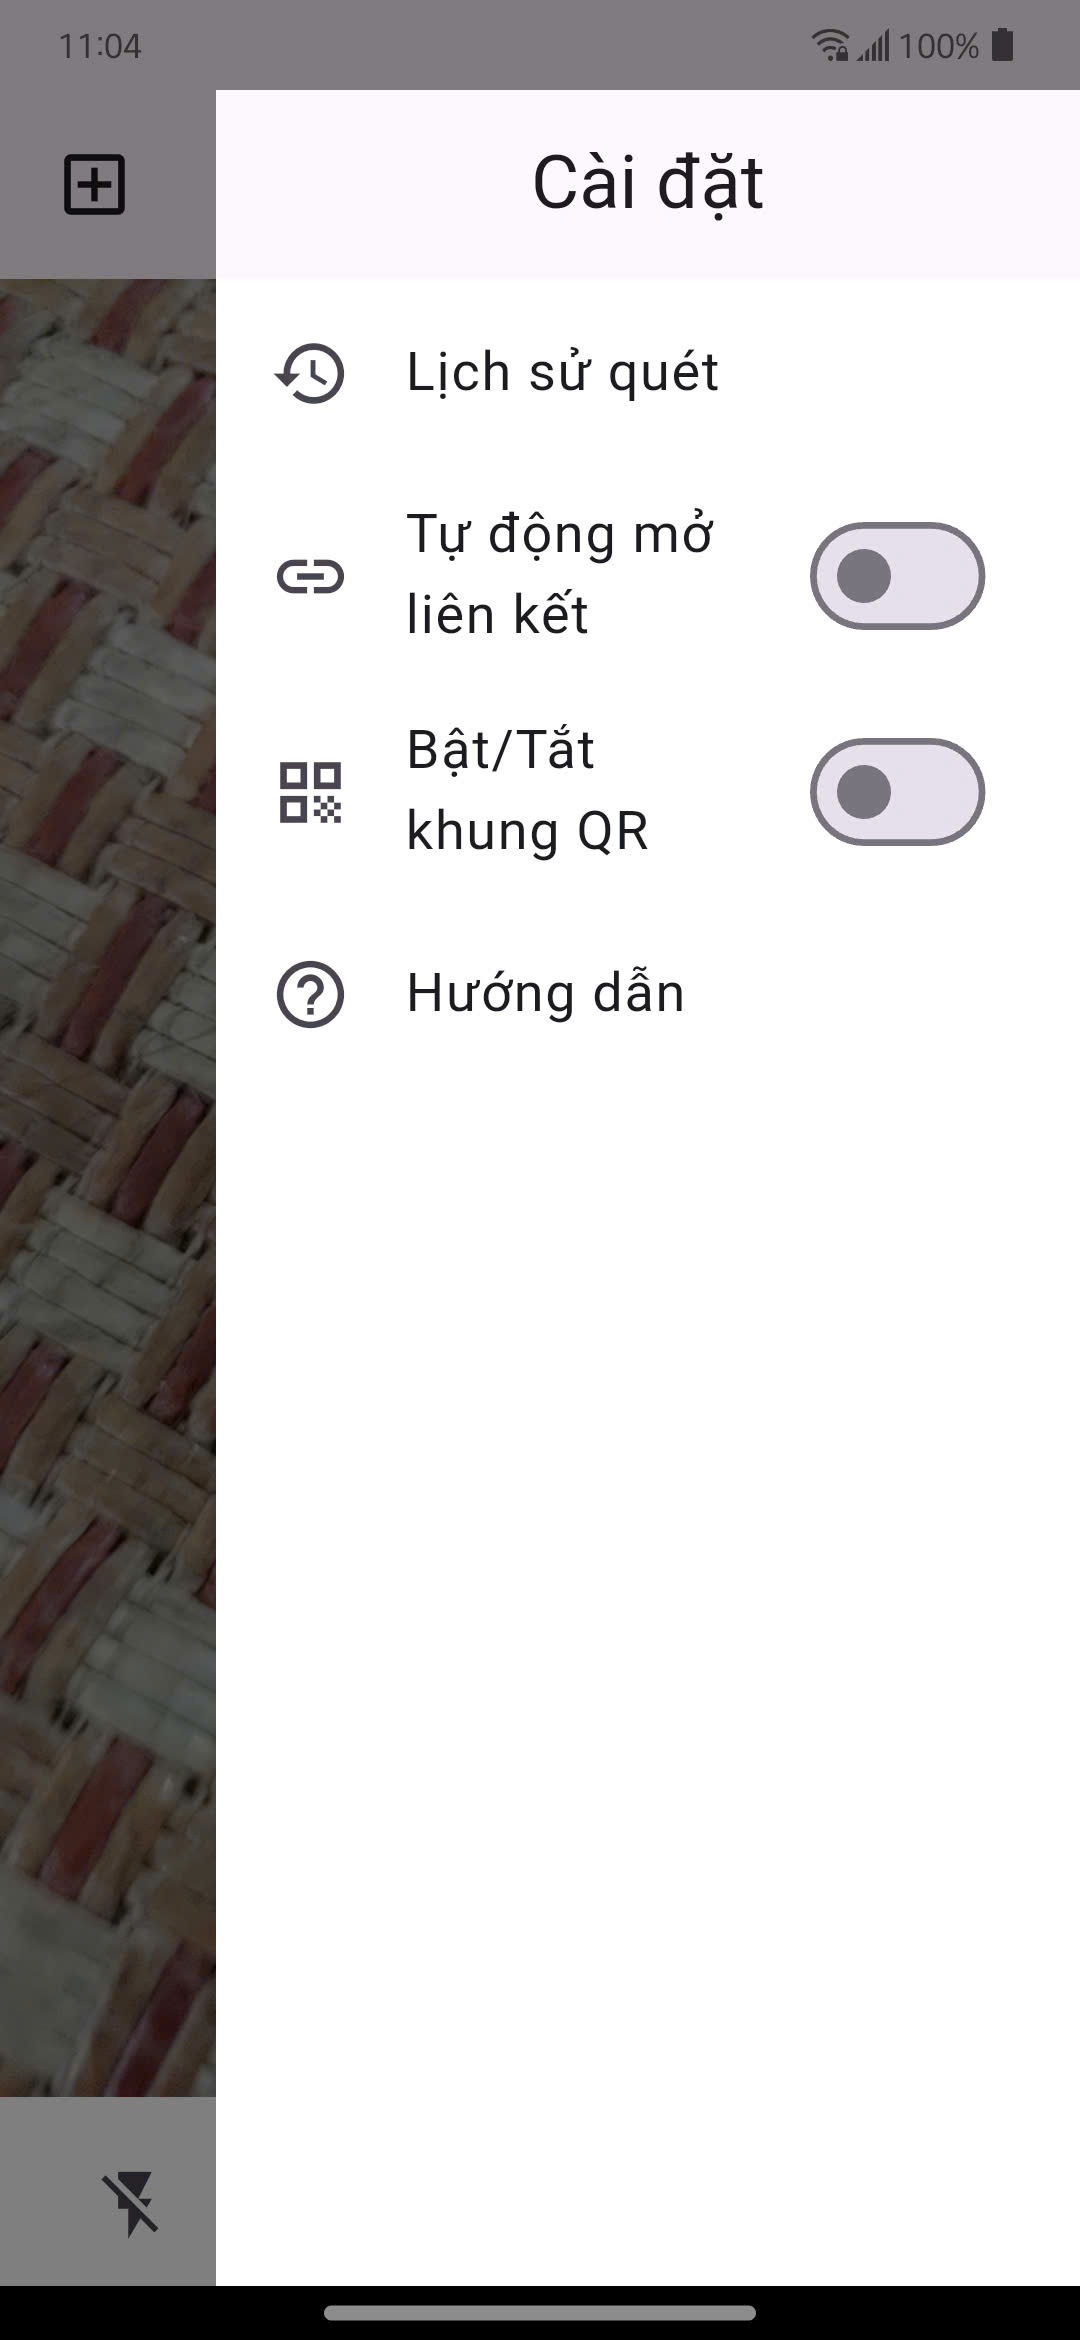 11:04
100%
Cài đặt
Lịch sử quét
Tự động mở
liên kết
Bật/Tắt
khung QR
Hướng dẫn